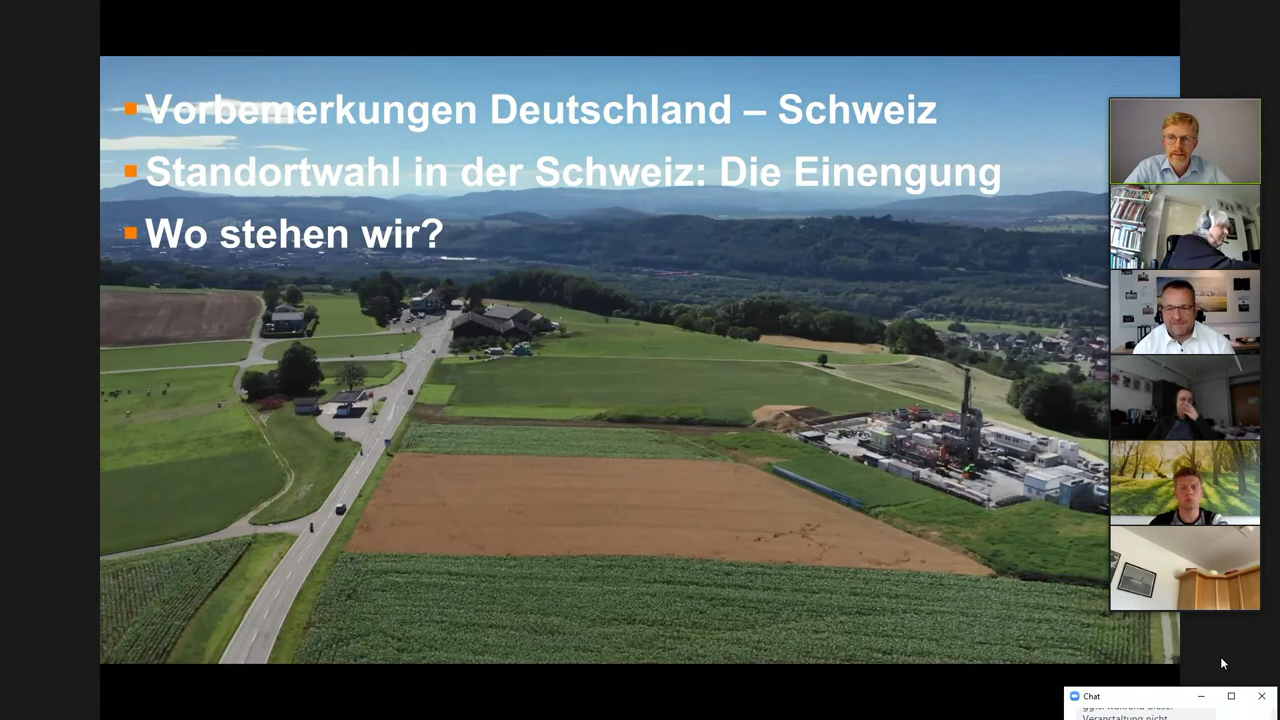 Vorbemerkungen Deutschland – Schweiz
Standortwahl in der Schweiz: Die Einengung
Wo stehen wir?
Chat
Veranstaltung nicht